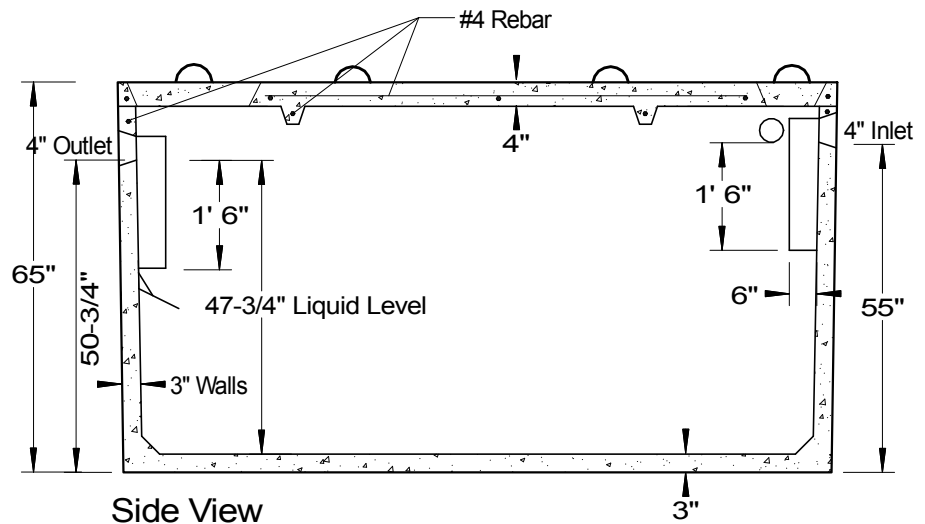 #4 Rebar
4" Outlet
4"
4" Inlet
1' 6"
1' 6"
65"
50-3/4"
47-3/4" Liquid Level
6"
55"
3" Walls
3"
Side View